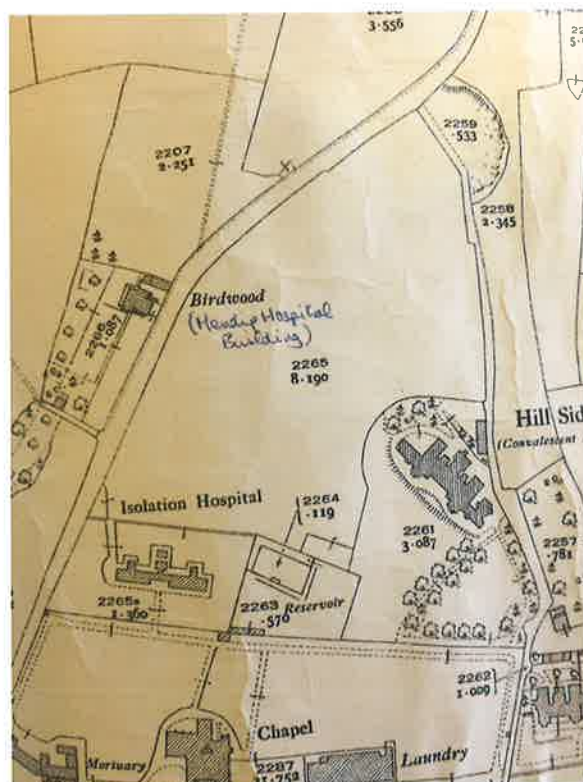 3·556
2259
·533
2207
2·251
2258
2·345
Birdwood
(Mendip Hospital
Building)
2266
1·087
2265
8·190
Hill Sid
(Convalescent
Isolation Hospital
2264
·119
2261
3·087
2257
·781
2265a
1·360
2263
·570
Reservoir
2262
1·009
Chapel
Mortuary
2287
Laundry